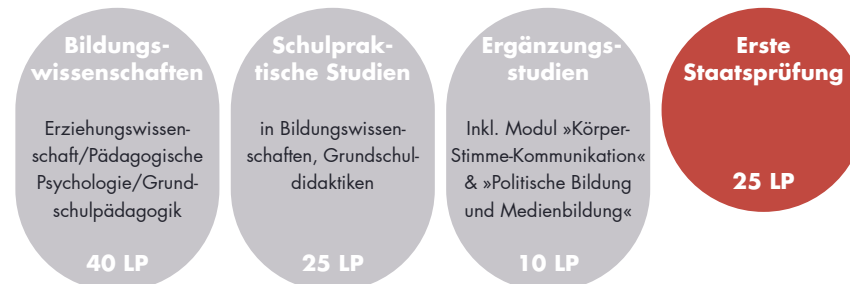 Bildungs-
wissenschaften
Erziehungswissen-
schaft/Pädagogische
Psychologie/Grund-
schulpädagogik
40 LP
Schulprak-
tische Studien
in Bildungswissen-
schaften, Grundschul-
didaktiken
25 LP
Ergänzungs-
studien
Inkl. Modul »Körper-
Stimme-Kommunikation«
& »Politische Bildung
und Medienbildung«
10 LP
Erste
Staatsprüfung
25 LP